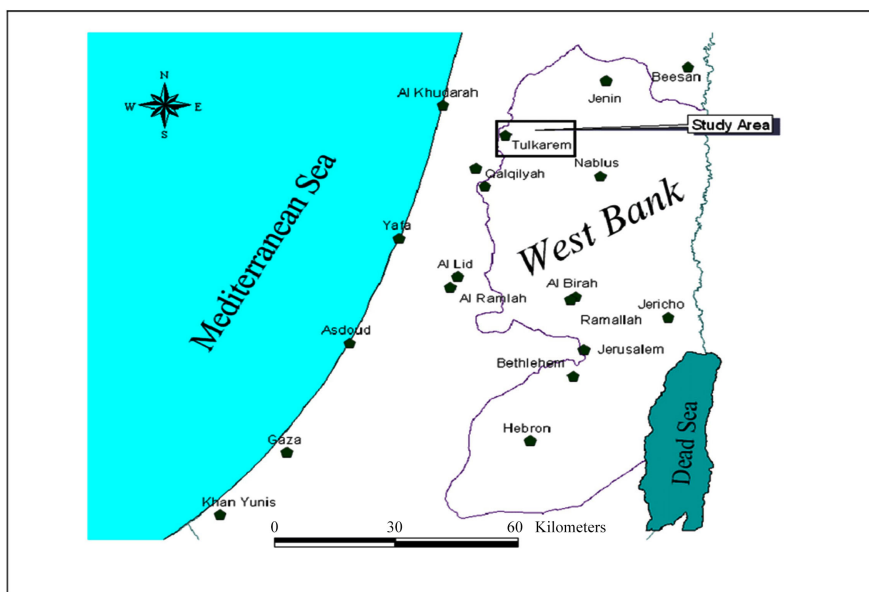 N
W E
S
Al Khudarah
Beesan
Jenin
Study Area
Tulkarem
Nablus
Qalqilyah
Mediterranean Sea
West Bank
Yafa
Al Lid
Al Ramlah
Al Birah
Ramallah
Jericho
Asdoud
Jerusalem
Bethlehem
Hebron
Dead Sea
Gaza
Khan Yunis
0 30 60 Kilometers